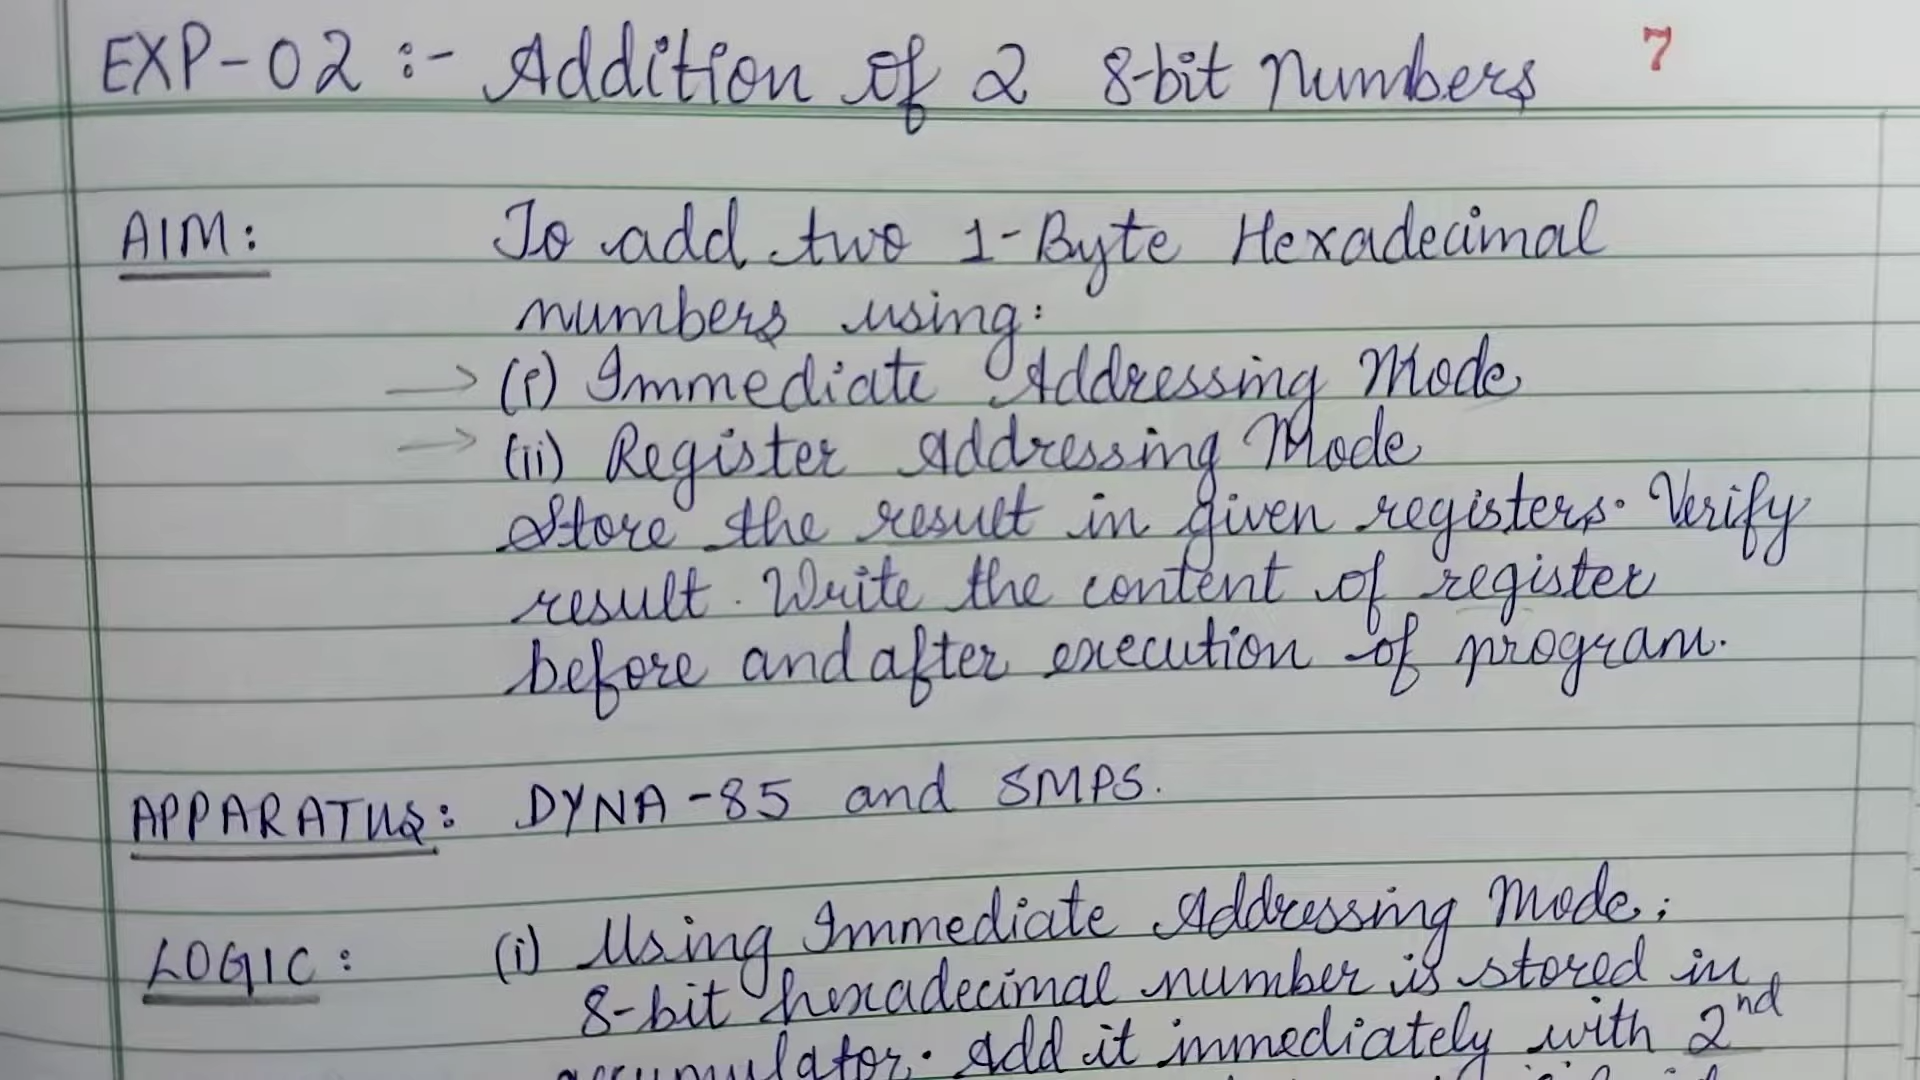 EXP-02 :- Addition of 2 8-bit Numbers 7
AIM: To add two 1-Byte Hexadecimal
numbers using:
→ (i) Immediate Addressing Mode
→ (ii) Register Addressing Mode
Store the result in given registers. Verify
result. Write the content of register
before and after execution of program.
APPARATUS: DYNA-85 and SMPS.
LOGIC: (i) Using Immediate Addressing Mode:
8-bit hexadecimal number is stored in
accumulator. Add it immediately with 2nd